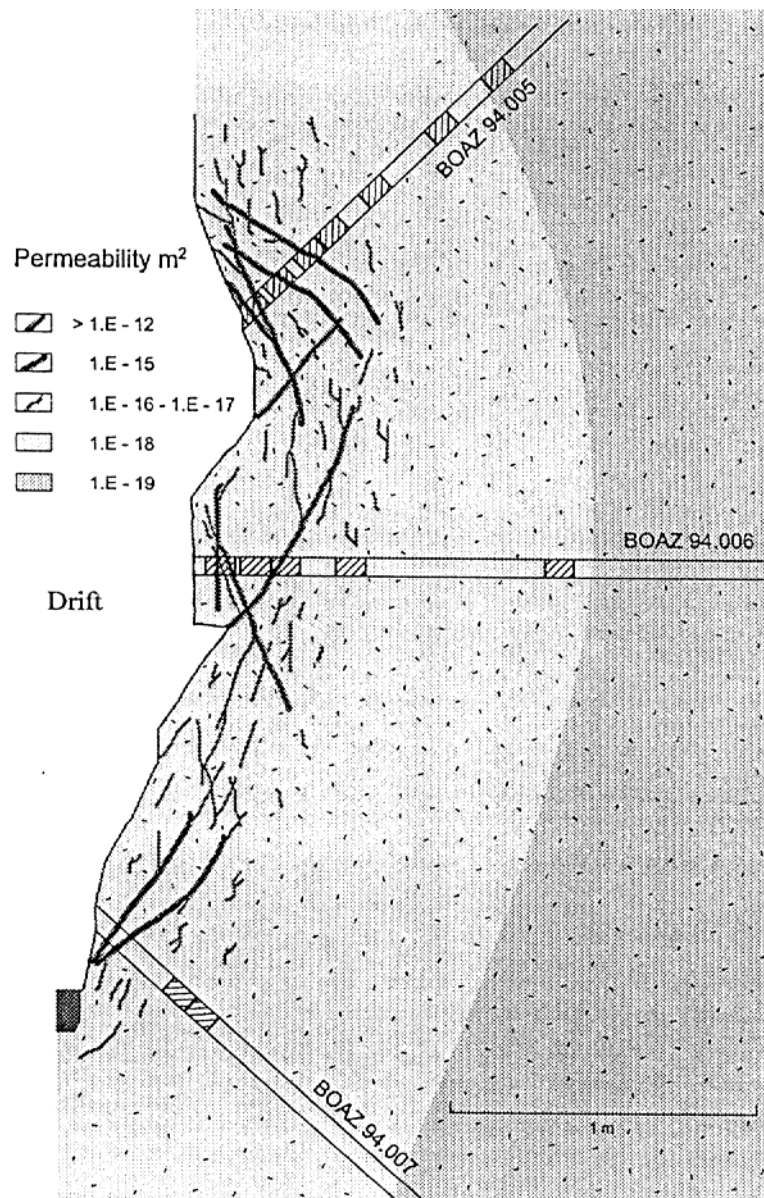 BOAZ 94.005
Permeability m²
> 1.E - 12
1.E - 15
1.E - 16 - 1.E - 17
1.E - 18
1.E - 19
BOAZ 94.006
Drift
BOAZ 94.007
1 m